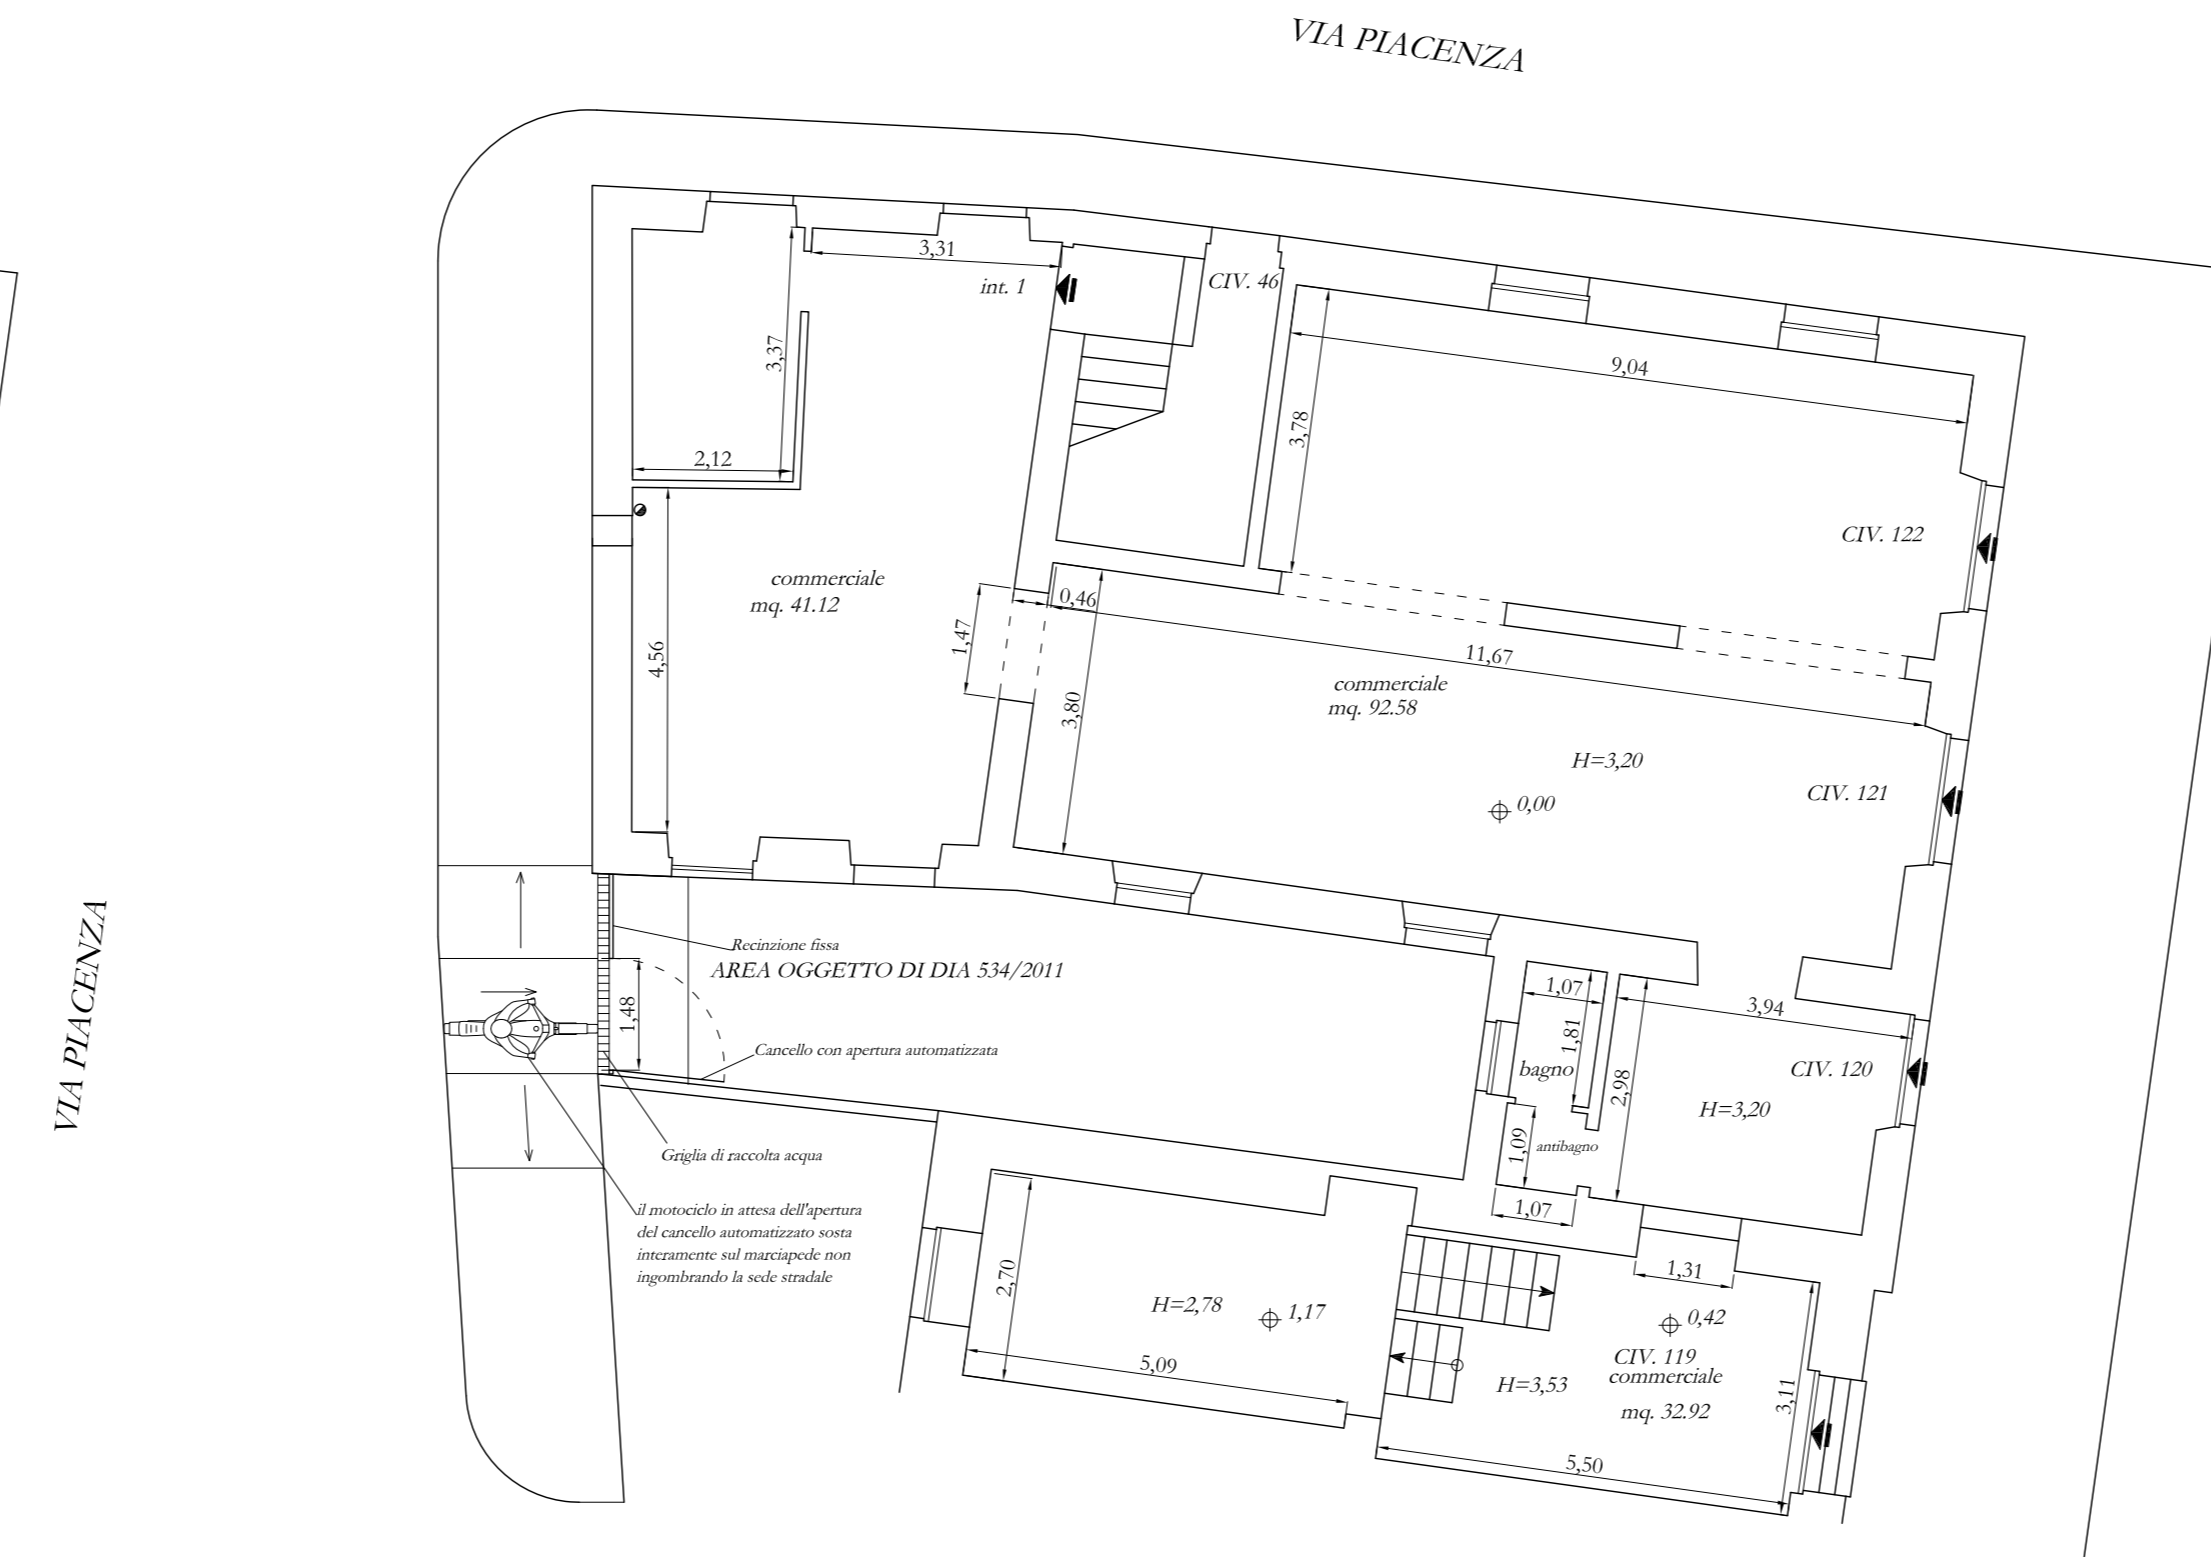 VIA PIACENZA
3,31
int. 1
CIV. 46
3,37
9,04
3,78
2,12
CIV. 122
commerciale
mq. 41.12
0,46
1,47
4,56
11,67
3,80
commerciale
mq. 92.58
H=3,20
0,00
CIV. 121
VIA PIACENZA
Recinzione fissa
AREA OGGETTO DI DIA 534/2011
1,48
Cancello con apertura automatizzata
1,07
1,81
3,94
bagno
2,98
CIV. 120
H=3,20
1,09
antibagno
1,07
Griglia di raccolta acqua
il motociclo in attesa dell'apertura
del cancello automatizzato sosta
interamente sul marciapede non
ingombrando la sede stradale
2,70
H=2,78
1,17
5,09
1,31
0,42
CIV. 119
commerciale
mq. 32.92
H=3,53
3,11
5,50